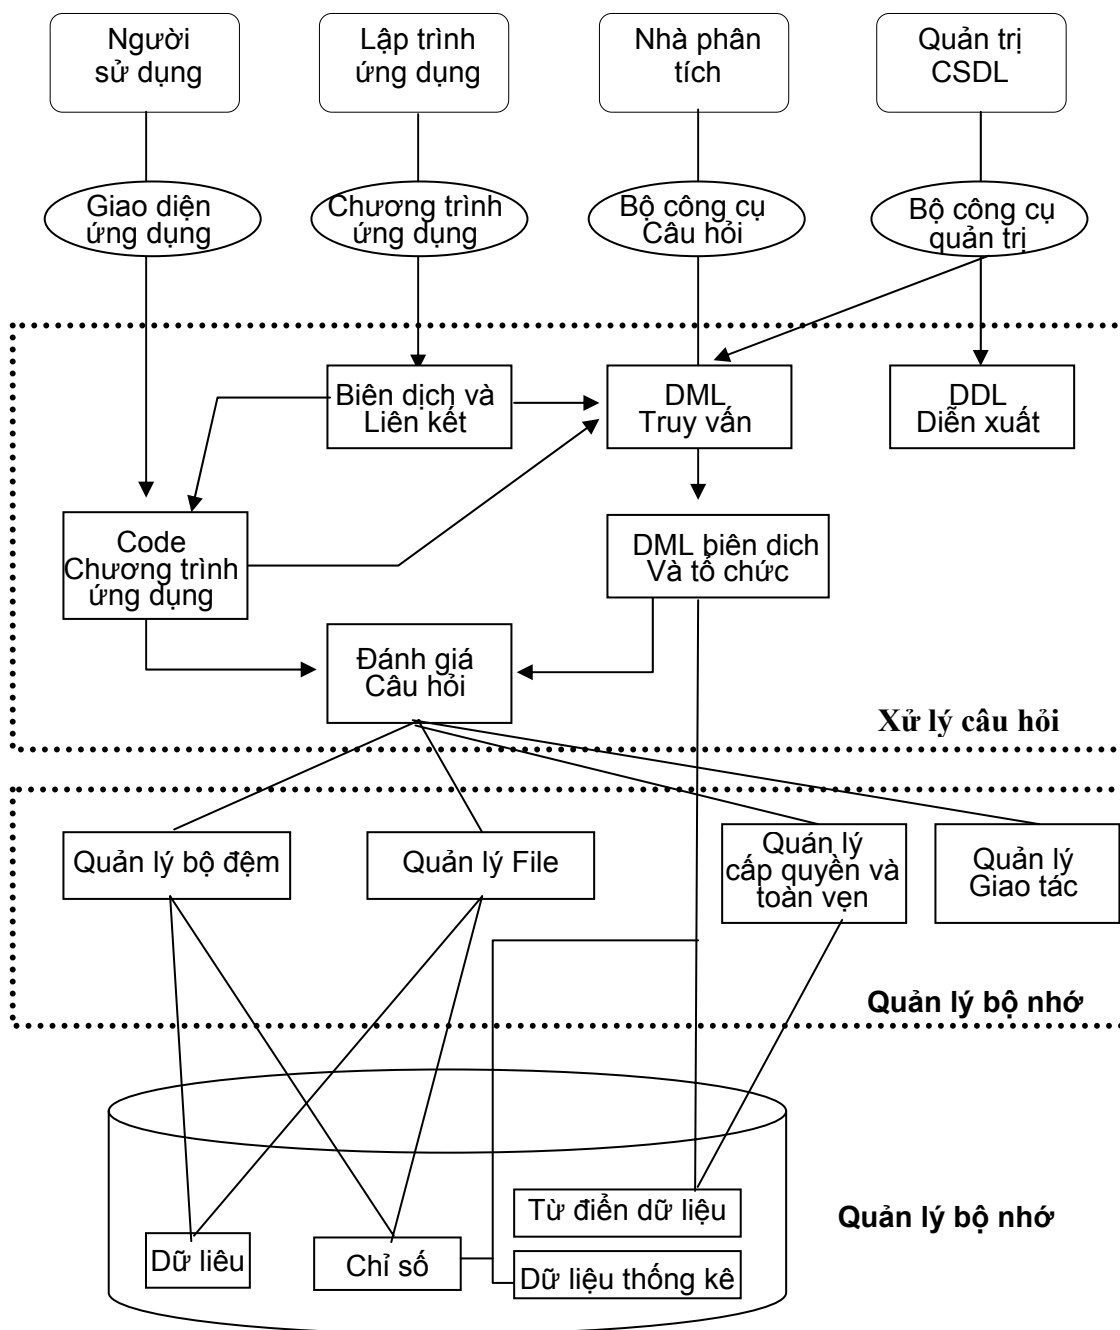 Người
sử dụng
Lập trình
ứng dụng
Nhà phân
tích
Quản trị
CSDL
Giao diện
ứng dụng
Chương trình
ứng dụng
Bộ công cụ
Câu hỏi
Bộ công cụ
quản trị
Biên dịch và
Liên kết
DML
Truy vấn
DDL
Diễn xuất
Code
Chương trình
ứng dụng
DML biên dich
Và tổ chức
Đánh giá
Câu hỏi
Xử lý câu hỏi
Quản lý bộ đệm
Quản lý File
Quán lý
cấp quyền và
toàn vẹn
Quản lý
Giao tác
Quản lý bộ nhớ
Từ điển dữ liệu
Quản lý bộ nhớ
Dữ liêu
Chỉ số
Dữ liệu thống kê